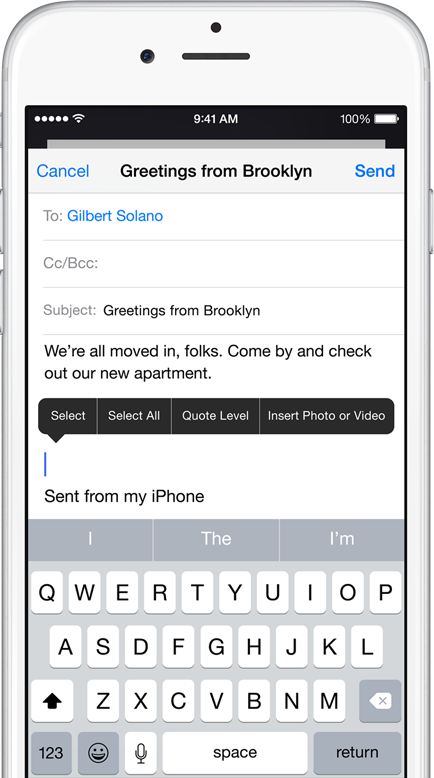 9:41 AM 100%
Cancel Greetings from Brooklyn Send
To: Gilbert Solano
Cc/Bcc:
Subject: Greetings from Brooklyn
We're all moved in, folks. Come by and check
out our new apartment.
Select Select All Quote Level Insert Photo or Video
Sent from my iPhone
I The I'm
Q W E R T Y U I O P
A S D F G H J K L
Z X C V B N M
123 space return